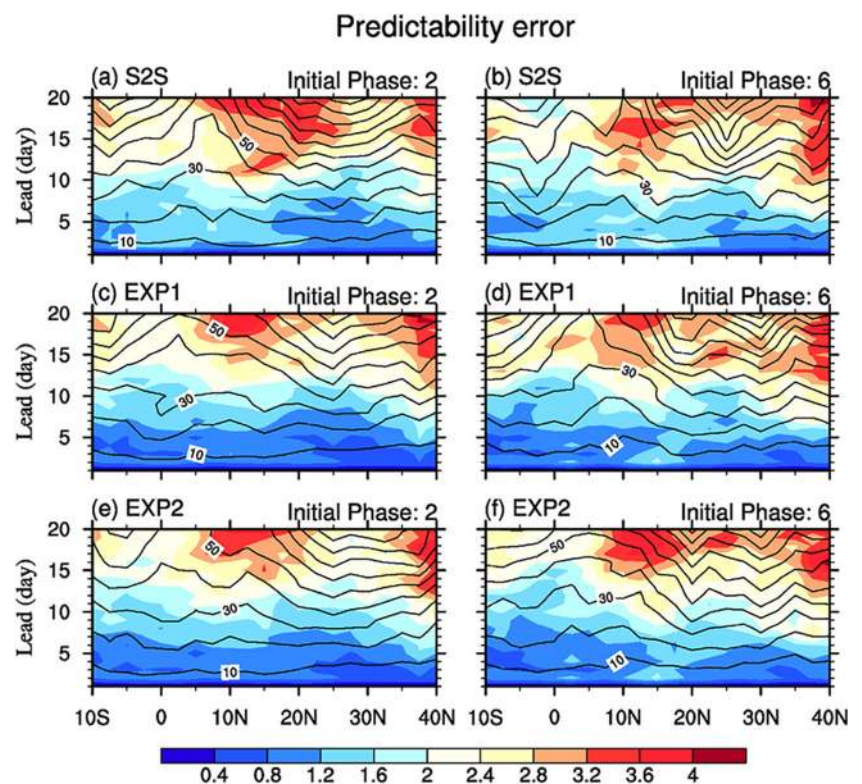 Predictability error
(a) S2S Initial Phase: 2
(b) S2S Initial Phase: 6
Lead (day)
20
15
10
5
50
30
10
30
10
(c) EXP1 Initial Phase: 2
(d) EXP1 Initial Phase: 6
Lead (day)
20
15
10
5
50
30
10
30
10
(e) EXP2 Initial Phase: 2
(f) EXP2 Initial Phase: 6
Lead (day)
20
15
10
5
50
30
10
50
30
10
10S 0 10N 20N 30N 40N
10S 0 10N 20N 30N 40N
0.4 0.8 1.2 1.6 2 2.4 2.8 3.2 3.6 4